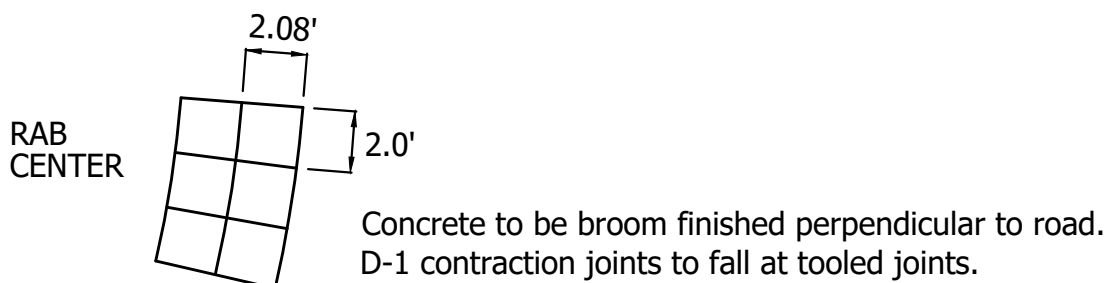 2.08'
2.0'
RAB
CENTER
Concrete to be broom finished perpendicular to road.
D-1 contraction joints to fall at tooled joints.